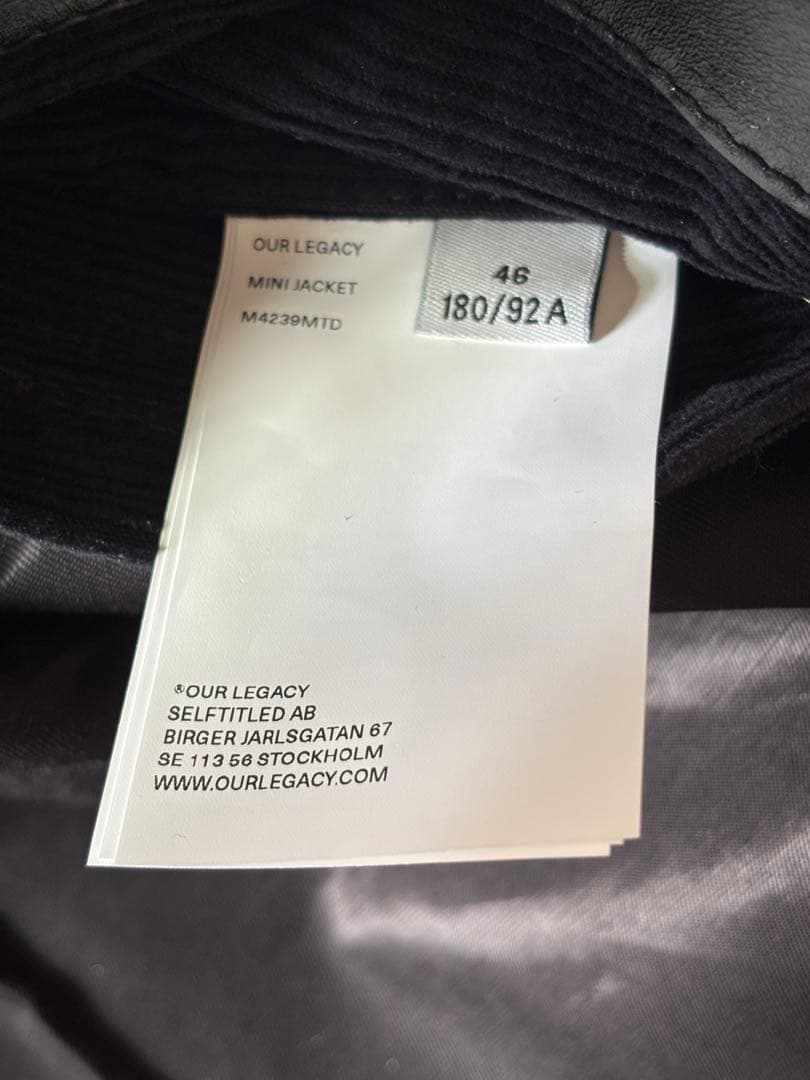 OUR LEGACY
MINI JACKET
M4239MTD
46
180/92 A
®OUR LEGACY
SELFTITLED AB
BIRGER JARLSGATAN 67
SE 113 56 STOCKHOLM
WWW.OURLEGACY.COM